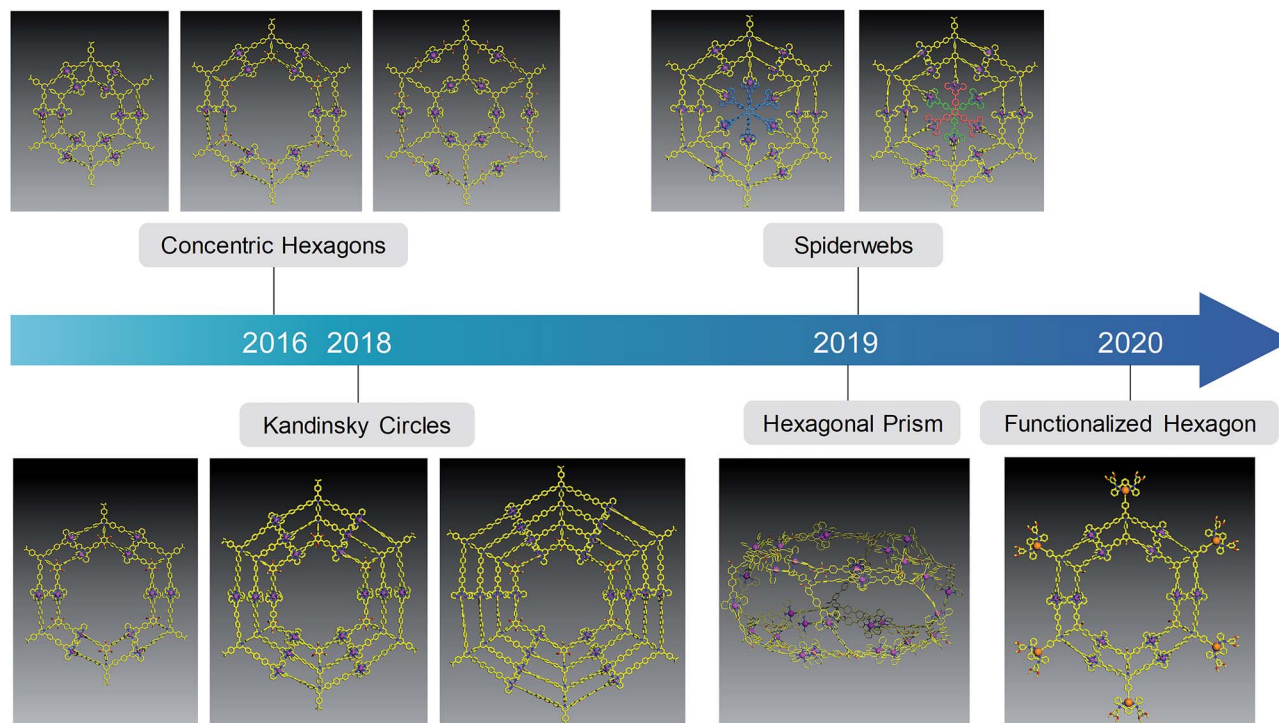 Concentric Hexagons
Spiderwebs
2016 2018 2019 2020
Kandinsky Circles
Hexagonal Prism
Functionalized Hexagon